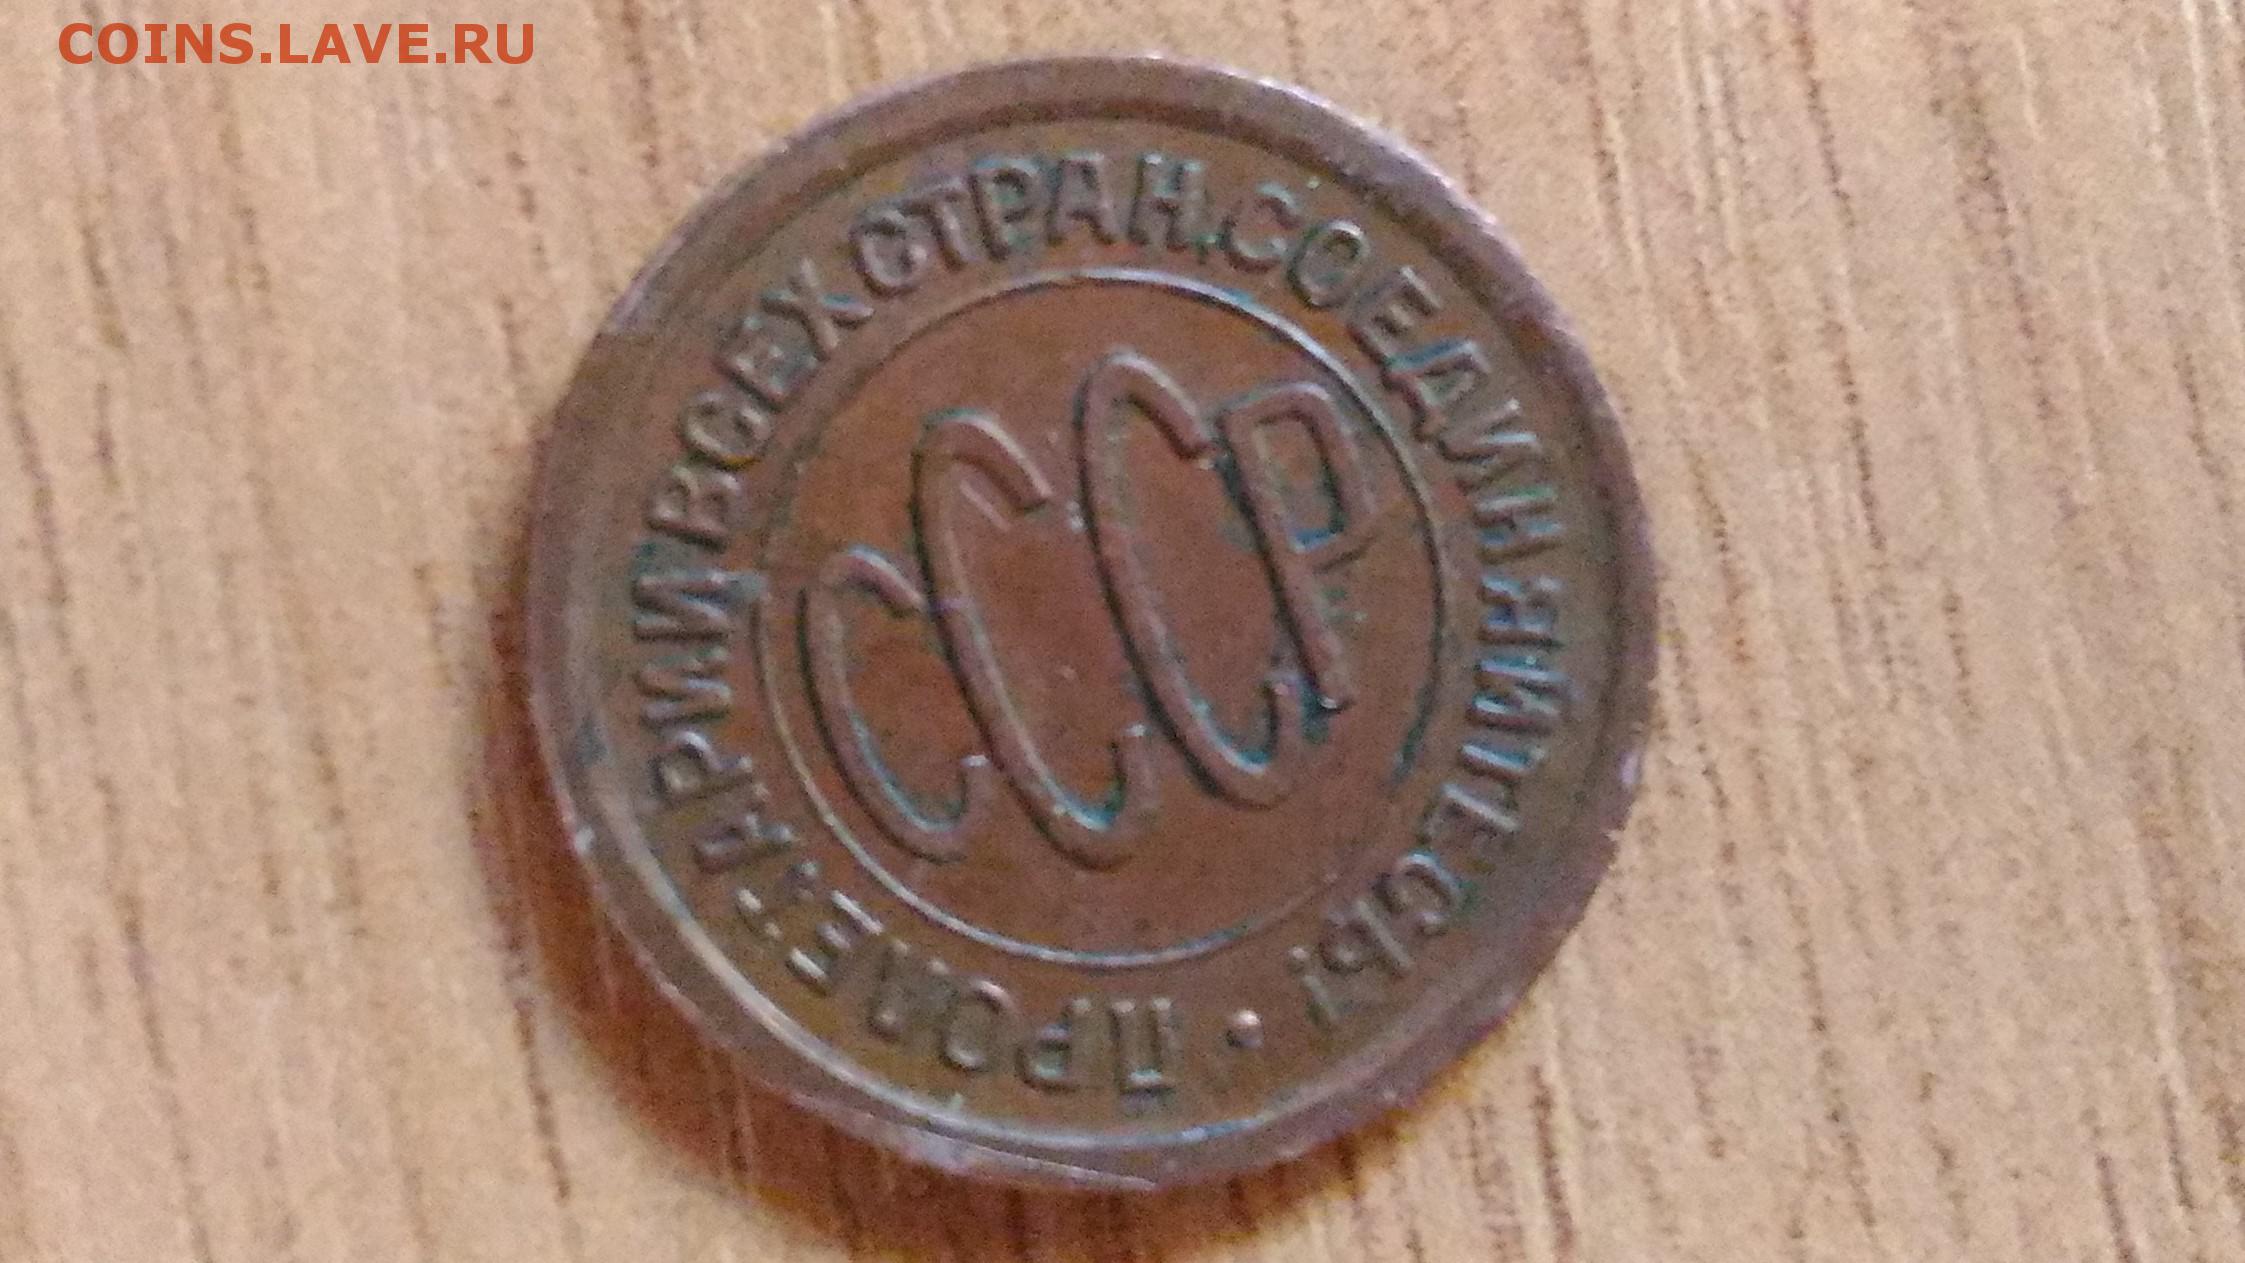 COINS.LAVE.RU
ПРОЛЕТАРИИ ВСЕХ СТРАН, СОЕДИНЯЙТЕСЬ! •
СССР